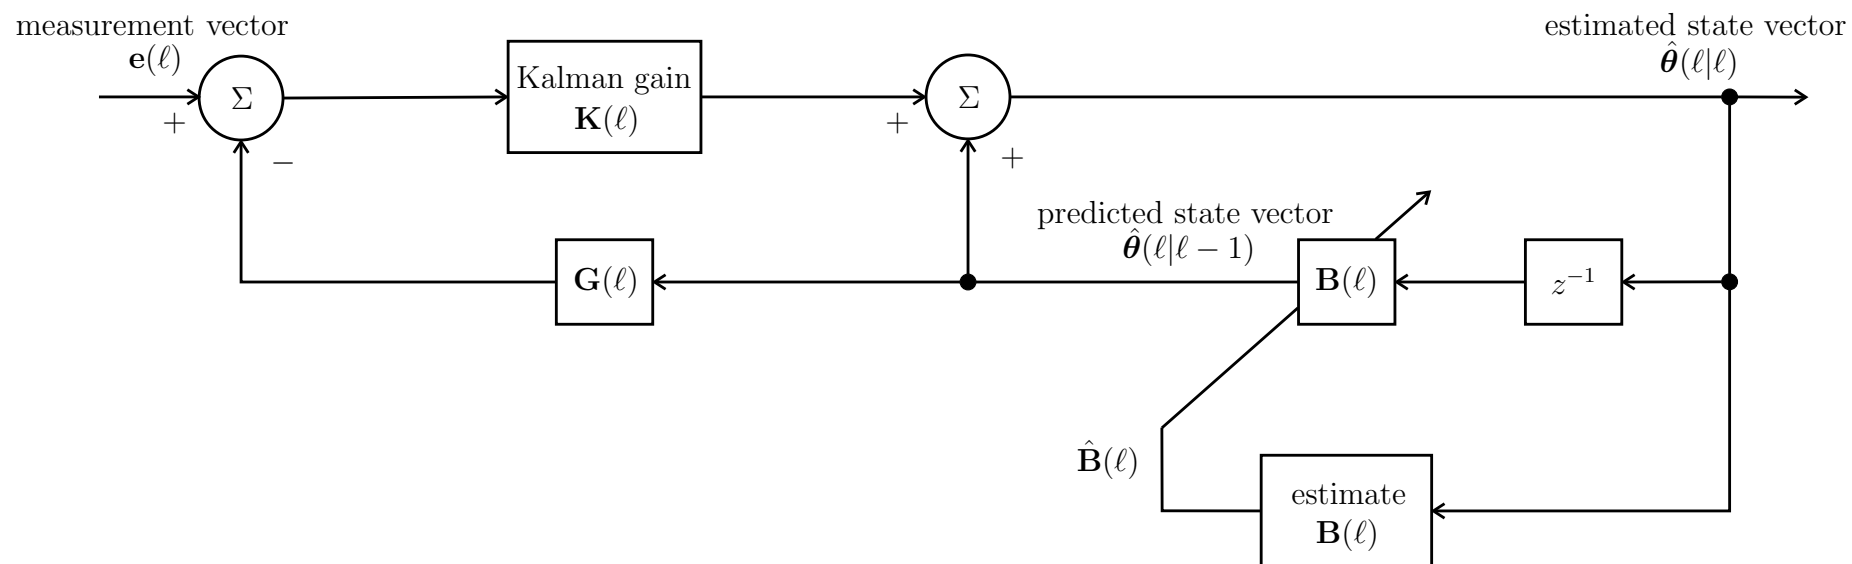 measurement vector
e(ℓ)
Σ
+
−
Kalman gain
K(ℓ)
Σ
+
+
estimated state vector
θ̂(ℓ|ℓ)
predicted state vector
θ̂(ℓ|ℓ − 1)
G(ℓ)
B(ℓ)
z⁻¹
B̂(ℓ)
estimate
B(ℓ)